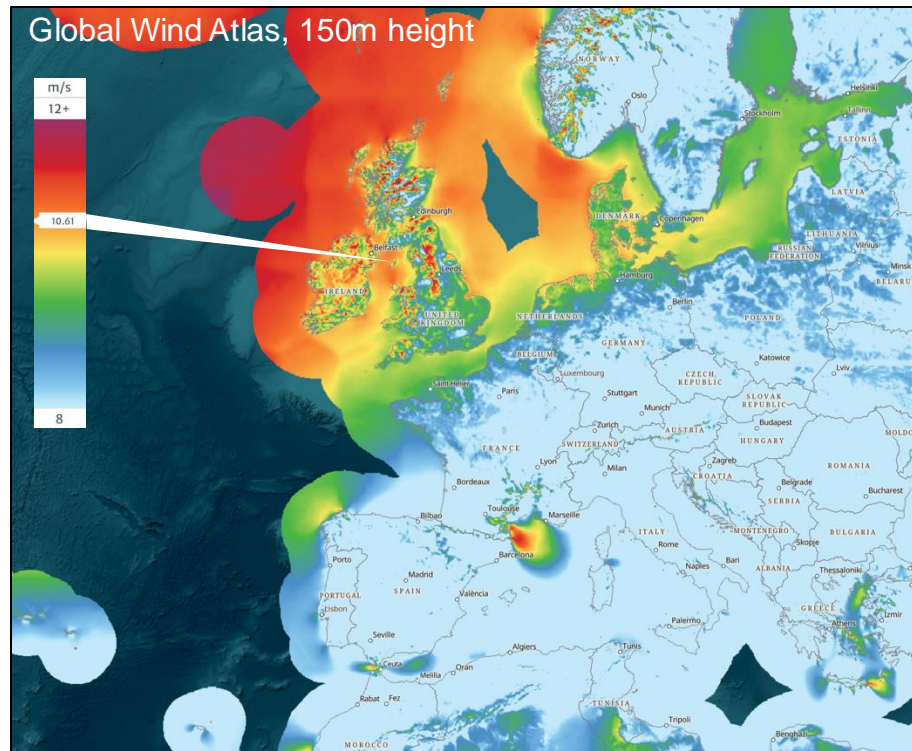 Global Wind Atlas, 150m height
m/s
12+
10.61
8
NORWAY
Oslo
Helsinki
Stockholm
Tallinn
ESTONIA
LATVIA
Edinburgh
DENMARK
Copenhagen
LITHUANIA
Belfast
RUSSIAN
FEDERATION
Vilnius
Leeds
Hamburg
Minsk
IRELAND
BELARU
UNITED
KINGDOM
NETHERLANDS
Berlin
POLAND
GERMANY
BELGIUM
Saint Helier
Luxembourg
Katowice
Lviv
Paris
CZECH
REPUBLIC
Stuttgart
SLOVAK
REPUBLIC
Munich
Zurich
AUSTRIA
Budapest
FRANCE
SWITZERLAND
HUNGARY
MOLDO
Lyon
Milan
Zagreb
CROATIA
ROMANIA
Bordeaux
Belgrade
Bucharest
SERBIA
Toulouse
Marseille
Bilbao
ITALY
MONTENEGRO
BULGARIA
Skopje
Barcelona
Rome
Bari
ALBANIA
Porto
Naples
Thessaloniki
Madrid
PORTUGAL
SPAIN
València
GREECE
Lisbon
Izmir
Athens
Palermo
Seville
Algiers
Tunis
Ceuta
Oran
Melilla
Rabat
Fez
TUNISIA
Tripoli
MOROCCO
Benghazi